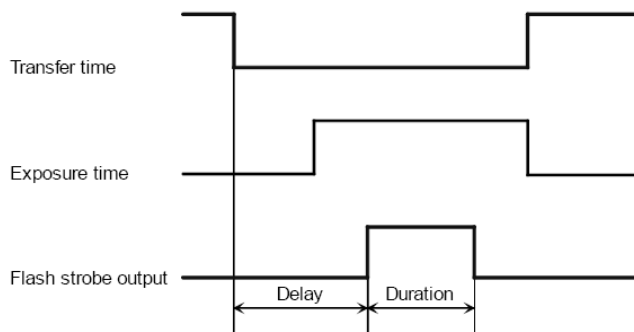 Transfer time
Exposure time
Flash strobe output
Delay
Duration